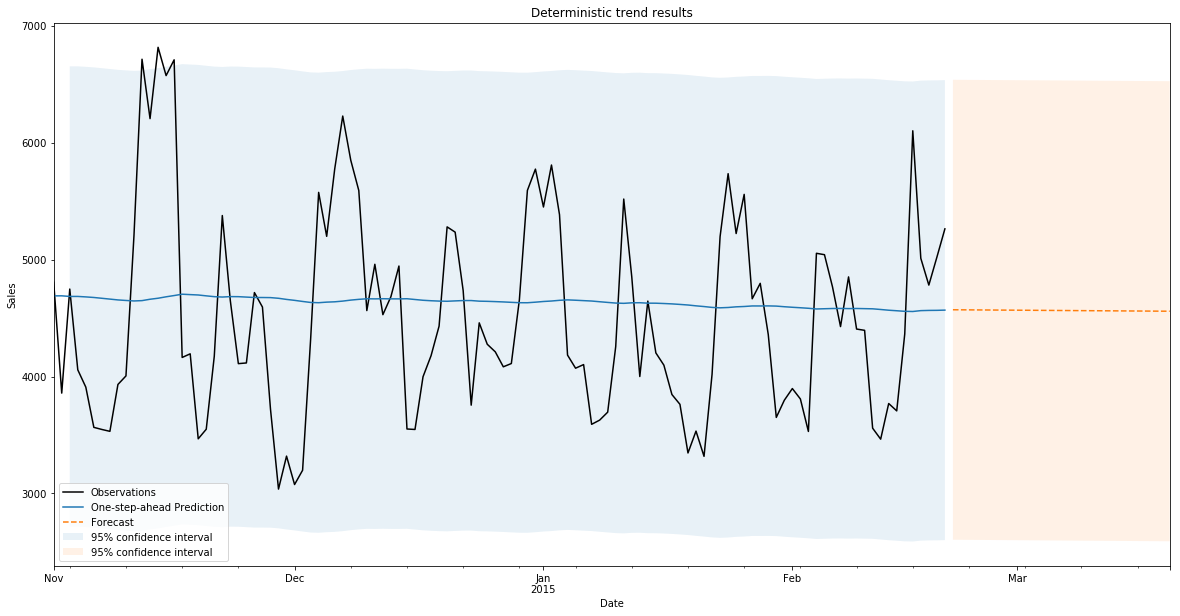 Deterministic trend results
7000
6000
5000
4000
3000
Sales
Observations
One-step-ahead Prediction
Forecast
95% confidence interval
95% confidence interval
Nov
Dec
Jan
2015
Feb
Mar
Date